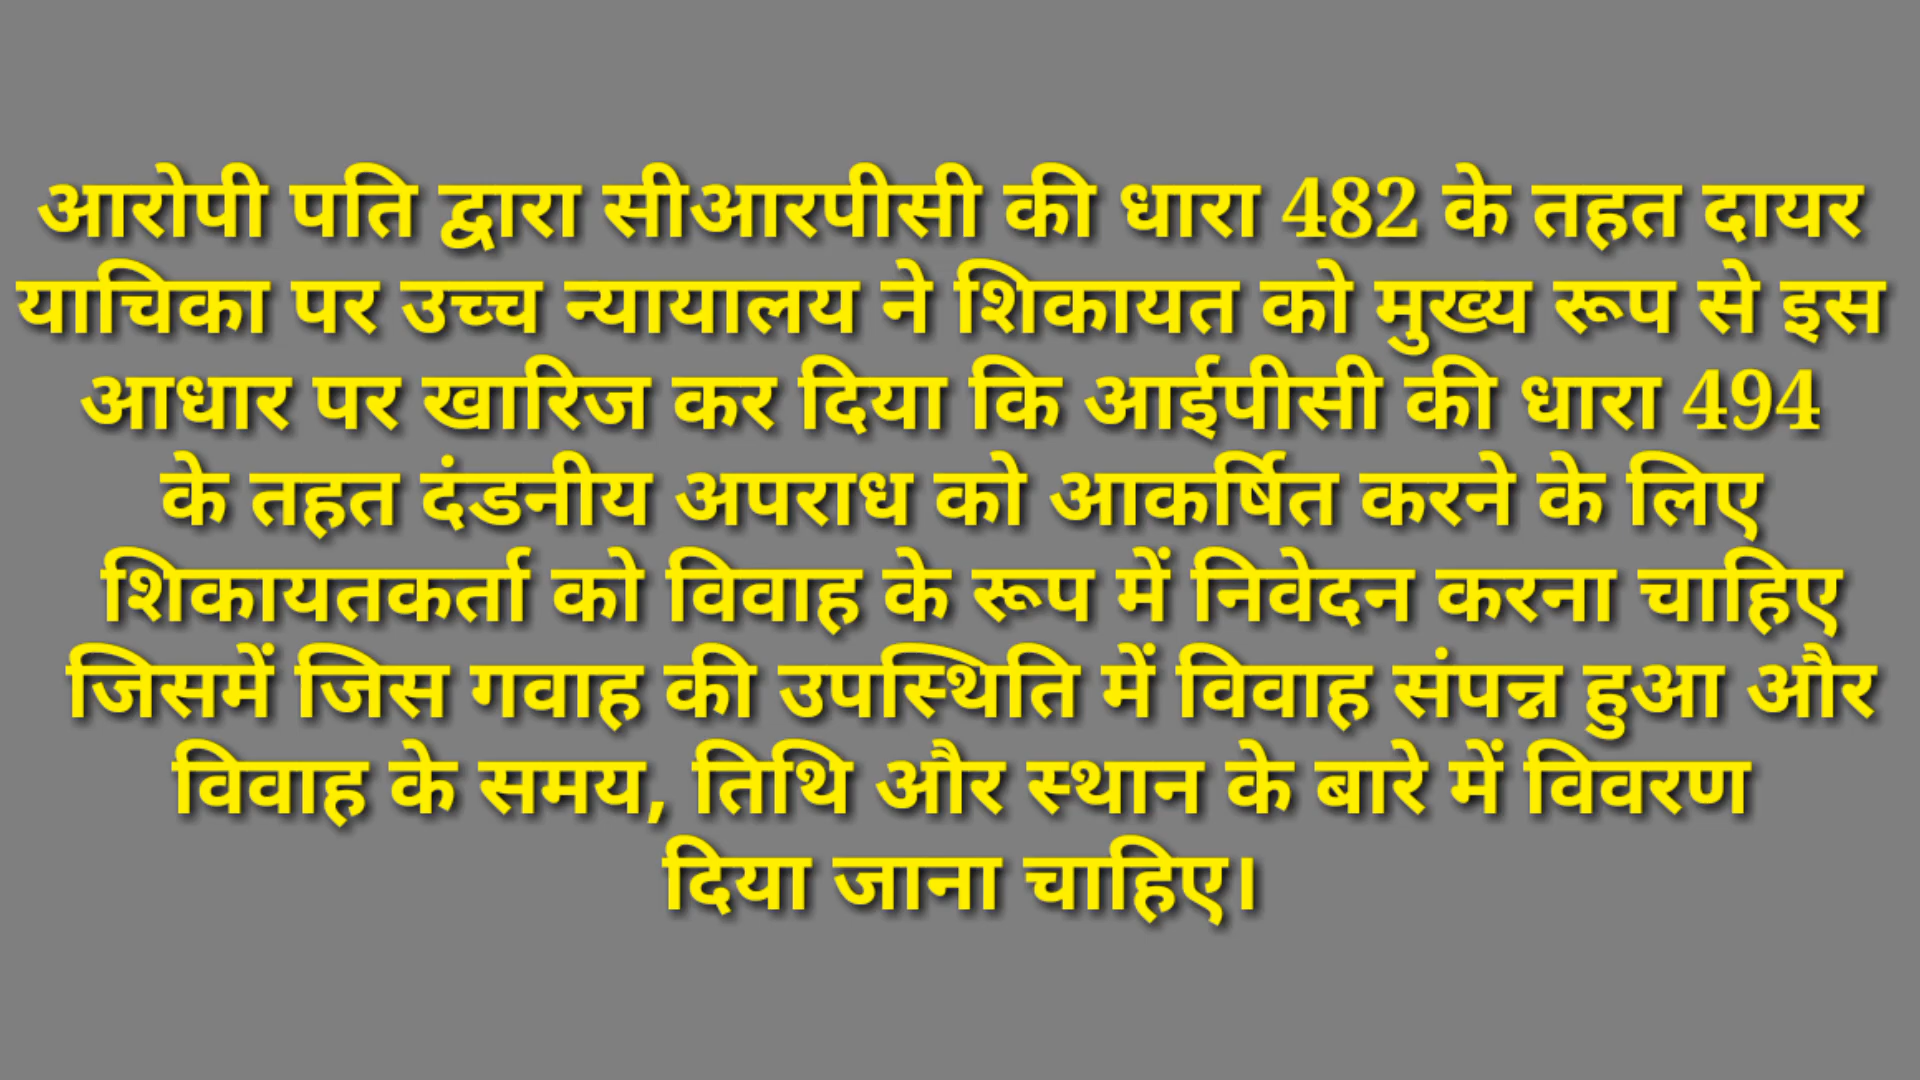 आरोपी पति द्वारा सीआरपीसी की धारा 482 के तहत दायर
याचिका पर उच्च न्यायालय ने शिकायत को मुख्य रूप से इस
आधार पर खारिज कर दिया कि आईपीसी की धारा 494
के तहत दंडनीय अपराध को आकर्षित करने के लिए
शिकायतकर्ता को विवाह के रूप में निवेदन करना चाहिए
जिसमें जिस गवाह की उपस्थिति में विवाह संपन्न हुआ और
विवाह के समय, तिथि और स्थान के बारे में विवरण
दिया जाना चाहिए।